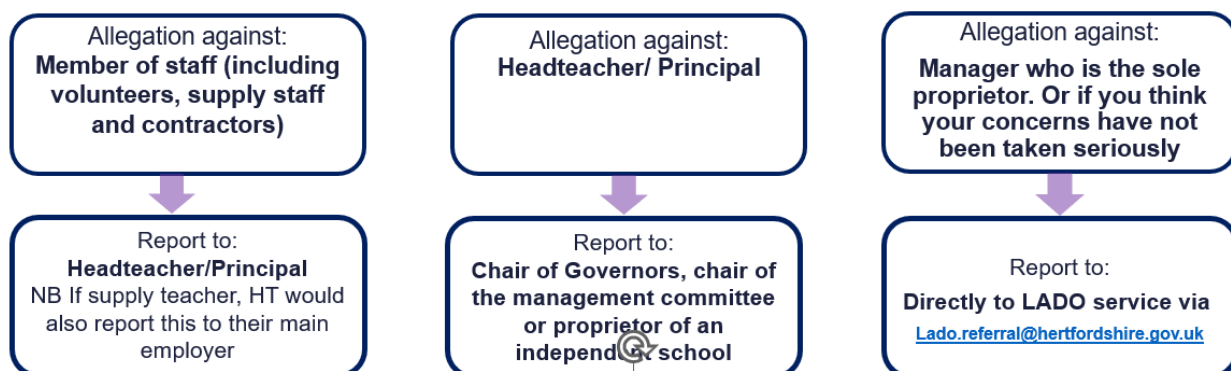 Allegation against:
Member of staff (including
volunteers, supply staff
and contractors)
Report to:
Headteacher/Principal
NB If supply teacher, HT would
also report this to their main
employer
Allegation against:
Headteacher/ Principal
Report to:
Chair of Governors, chair of
the management committee
or proprietor of an
independent school
Allegation against:
Manager who is the sole
proprietor. Or if you think
your concerns have not
been taken seriously
Report to:
Directly to LADO service via
Lado.referral@hertfordshire.gov.uk